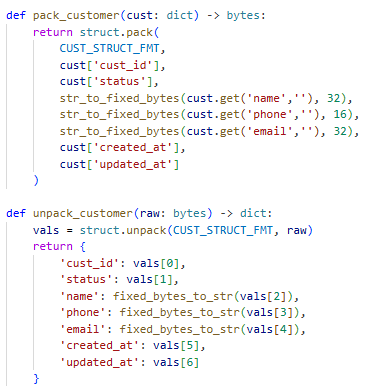 def pack_customer(cust: dict) -> bytes:
    return struct.pack(
        CUST_STRUCT_FMT,
        cust['cust_id'],
        cust['status'],
        str_to_fixed_bytes(cust.get('name',''), 32),
        str_to_fixed_bytes(cust.get('phone',''), 16),
        str_to_fixed_bytes(cust.get('email',''), 32),
        cust['created_at'],
        cust['updated_at']
    )

def unpack_customer(raw: bytes) -> dict:
    vals = struct.unpack(CUST_STRUCT_FMT, raw)
    return {
        'cust_id': vals[0],
        'status': vals[1],
        'name': fixed_bytes_to_str(vals[2]),
        'phone': fixed_bytes_to_str(vals[3]),
        'email': fixed_bytes_to_str(vals[4]),
        'created_at': vals[5],
        'updated_at': vals[6]
    }